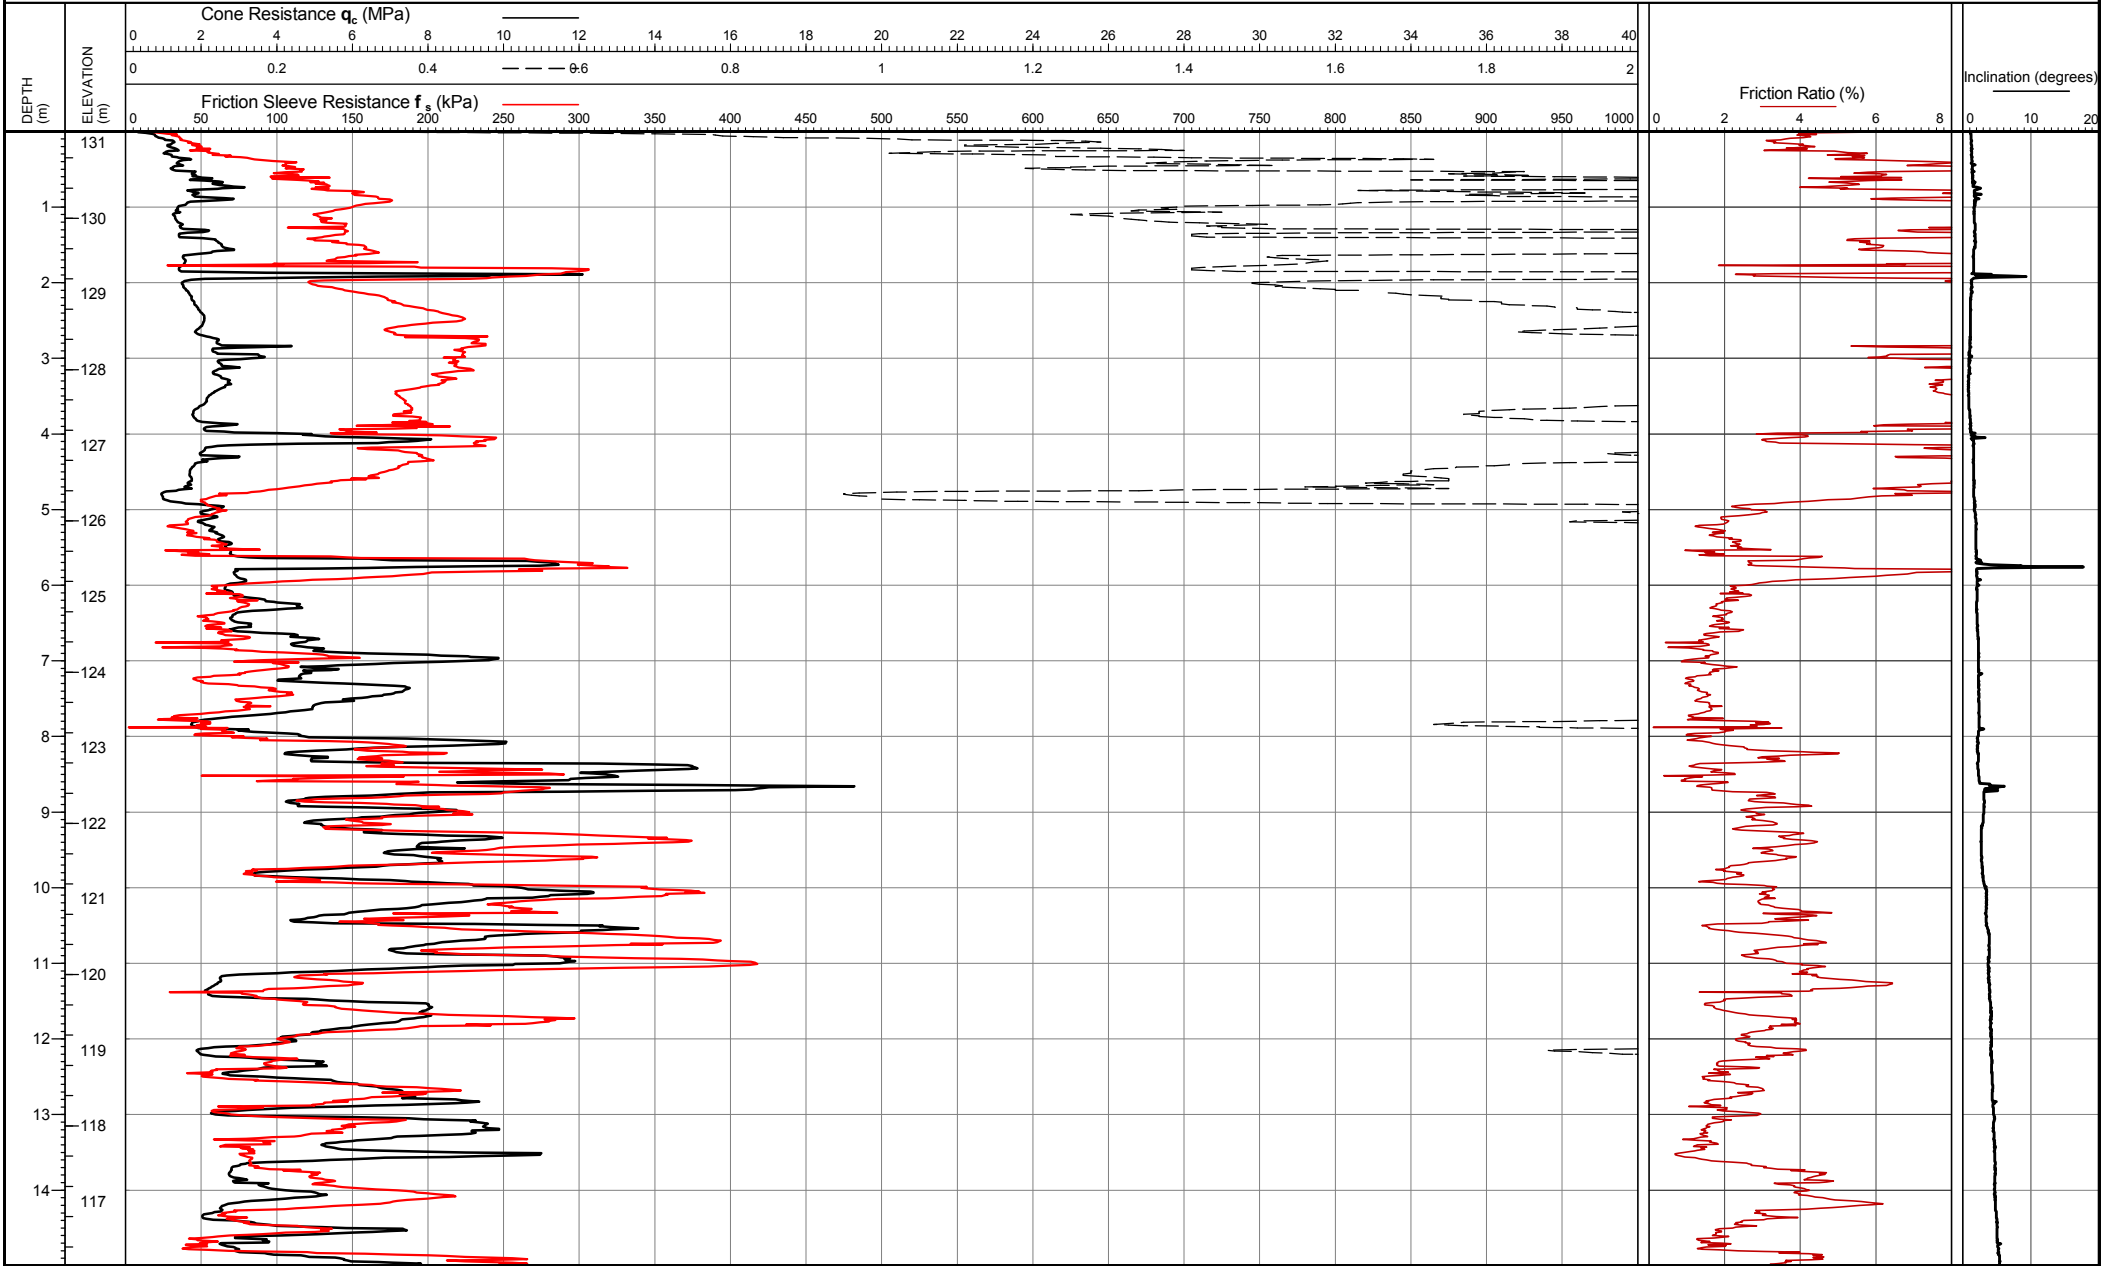 Cone Resistance qc (MPa)
0 2 4 6 8 10 12 14 16 18 20 22 24 26 28 30 32 34 36 38 40
0 0.2 0.4 0.6 0.8 1 1.2 1.4 1.6 1.8 2
Friction Sleeve Resistance fs (kPa)
0 50 100 150 200 250 300 350 400 450 500 550 600 650 700 750 800 850 900 950 1000
DEPTH
(m)
ELEVATION
(m)
Friction Ratio (%)
0 2 4 6 8
Inclination (degrees)
0 10 20
131
1
130
2
129
3
128
4
127
5
126
6
125
7
124
8
123
9
122
10
121
11
120
12
119
13
118
14
117